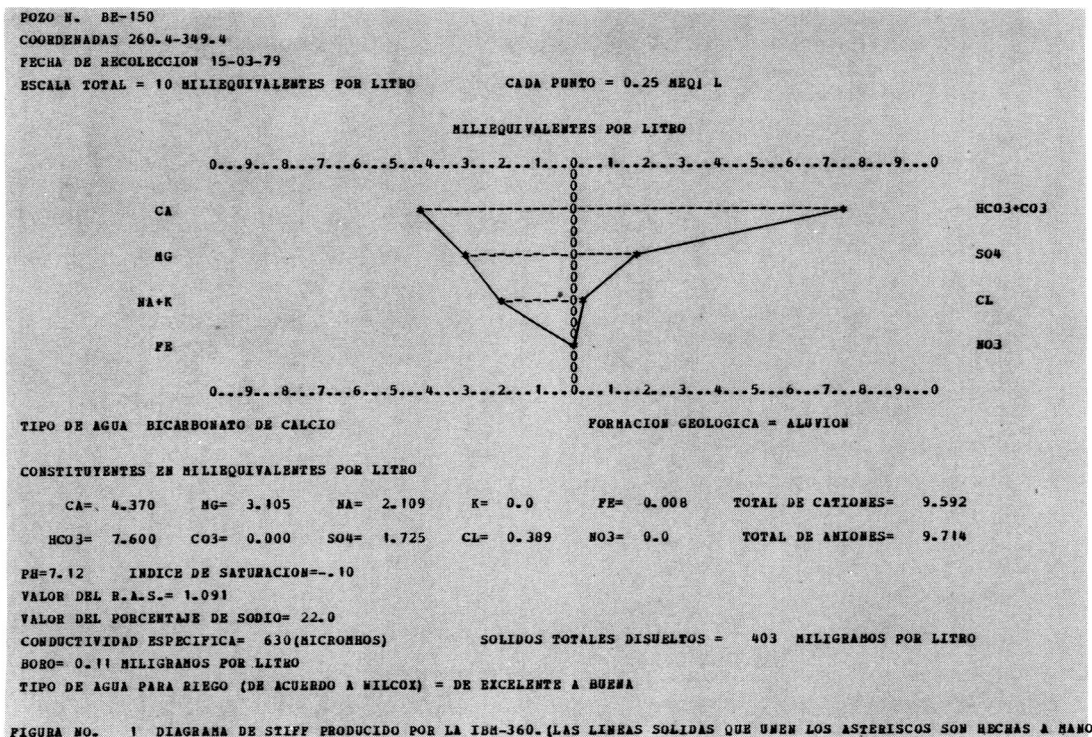 POZO N. BE-150
COORDENADAS 260.4-349.4
FECHA DE RECOLECCION 15-03-79
ESCALA TOTAL = 10 MILIEQUIVALENTES POR LITRO CADA PUNTO = 0.25 MEQ/ L
MILIEQUIVALENTES POR LITRO
0...9...8...7...6...5...4...3...2...1...0...1...2...3...4...5...6...7...8...9...0
CA HCO3+CO3
MG SO4
NA+K CL
FE NO3
0...9...8...7...6...5...4...3...2...1...0...1...2...3...4...5...6...7...8...9...0
TIPO DE AGUA BICARBONATO DE CALCIO FORMACION GEOLOGICA = ALUVION
CONSTITUYENTES EN MILIEQUIVALENTES POR LITRO
CA= 4.370 MG= 3.105 NA= 2.109 K= 0.0 FE= 0.008 TOTAL DE CATIONES= 9.592
HCO3= 7.600 CO3= 0.000 SO4= 1.725 CL= 0.389 NO3= 0.0 TOTAL DE ANIONES= 9.714
PH=7.12 INDICE DE SATURACION=-.10
VALOR DEL R.A.S.= 1.091
VALOR DEL PORCENTAJE DE SODIO= 22.0
CONDUCTIVIDAD ESPECIFICA= 630(MICROMHOS) SOLIDOS TOTALES DISUELTOS = 403 MILIGRAMOS POR LITRO
BORO= 0.11 MILIGRAMOS POR LITRO
TIPO DE AGUA PARA RIEGO (DE ACUERDO A WILCOX) = DE EXCELENTE A BUENA
FIGURA NO. 1 DIAGRAMA DE STIFF PRODUCIDO POR LA IBM-360. (LAS LINEAS SOLIDAS QUE UNEN LOS ASTERISCOS SON HECHAS A MANO